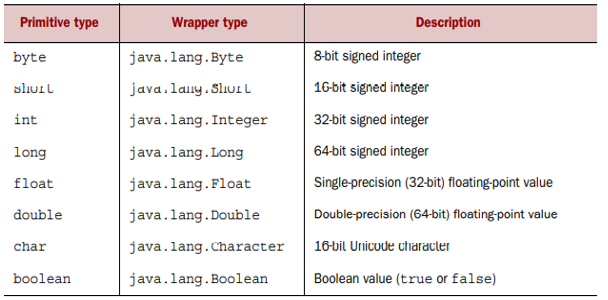 Primitive type Wrapper type Description
byte java.lang.Byte 8-bit signed integer
short java.lang.Short 16-bit signed integer
int java.lang.Integer 32-bit signed integer
long java.lang.Long 64-bit signed integer
float java.lang.Float Single-precision (32-bit) floating-point value
double java.lang.Double Double-precision (64-bit) floating-point value
char java.lang.Character 16-bit Unicode character
boolean java.lang.Boolean Boolean value (true or false)